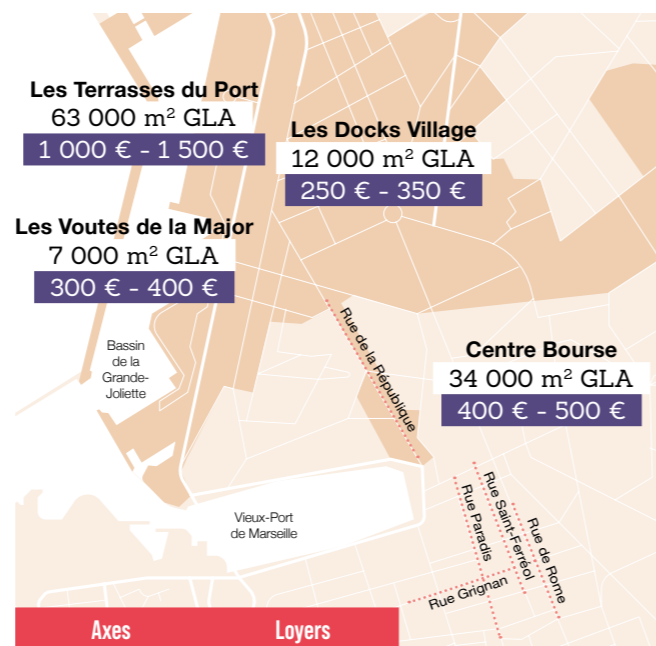 Les Terrasses du Port
63 000 m² GLA
1 000 € - 1 500 €
Les Docks Village
12 000 m² GLA
250 € - 350 €
Les Voutes de la Major
7 000 m² GLA
300 € - 400 €
Bassin
de la
Grande-
Joliette
Rue de la République
Centre Bourse
34 000 m² GLA
400 € - 500 €
Vieux-Port
de Marseille
Rue Paradis
Rue Saint-Ferréol
Rue de Rome
Rue Grignan
Axes Loyers